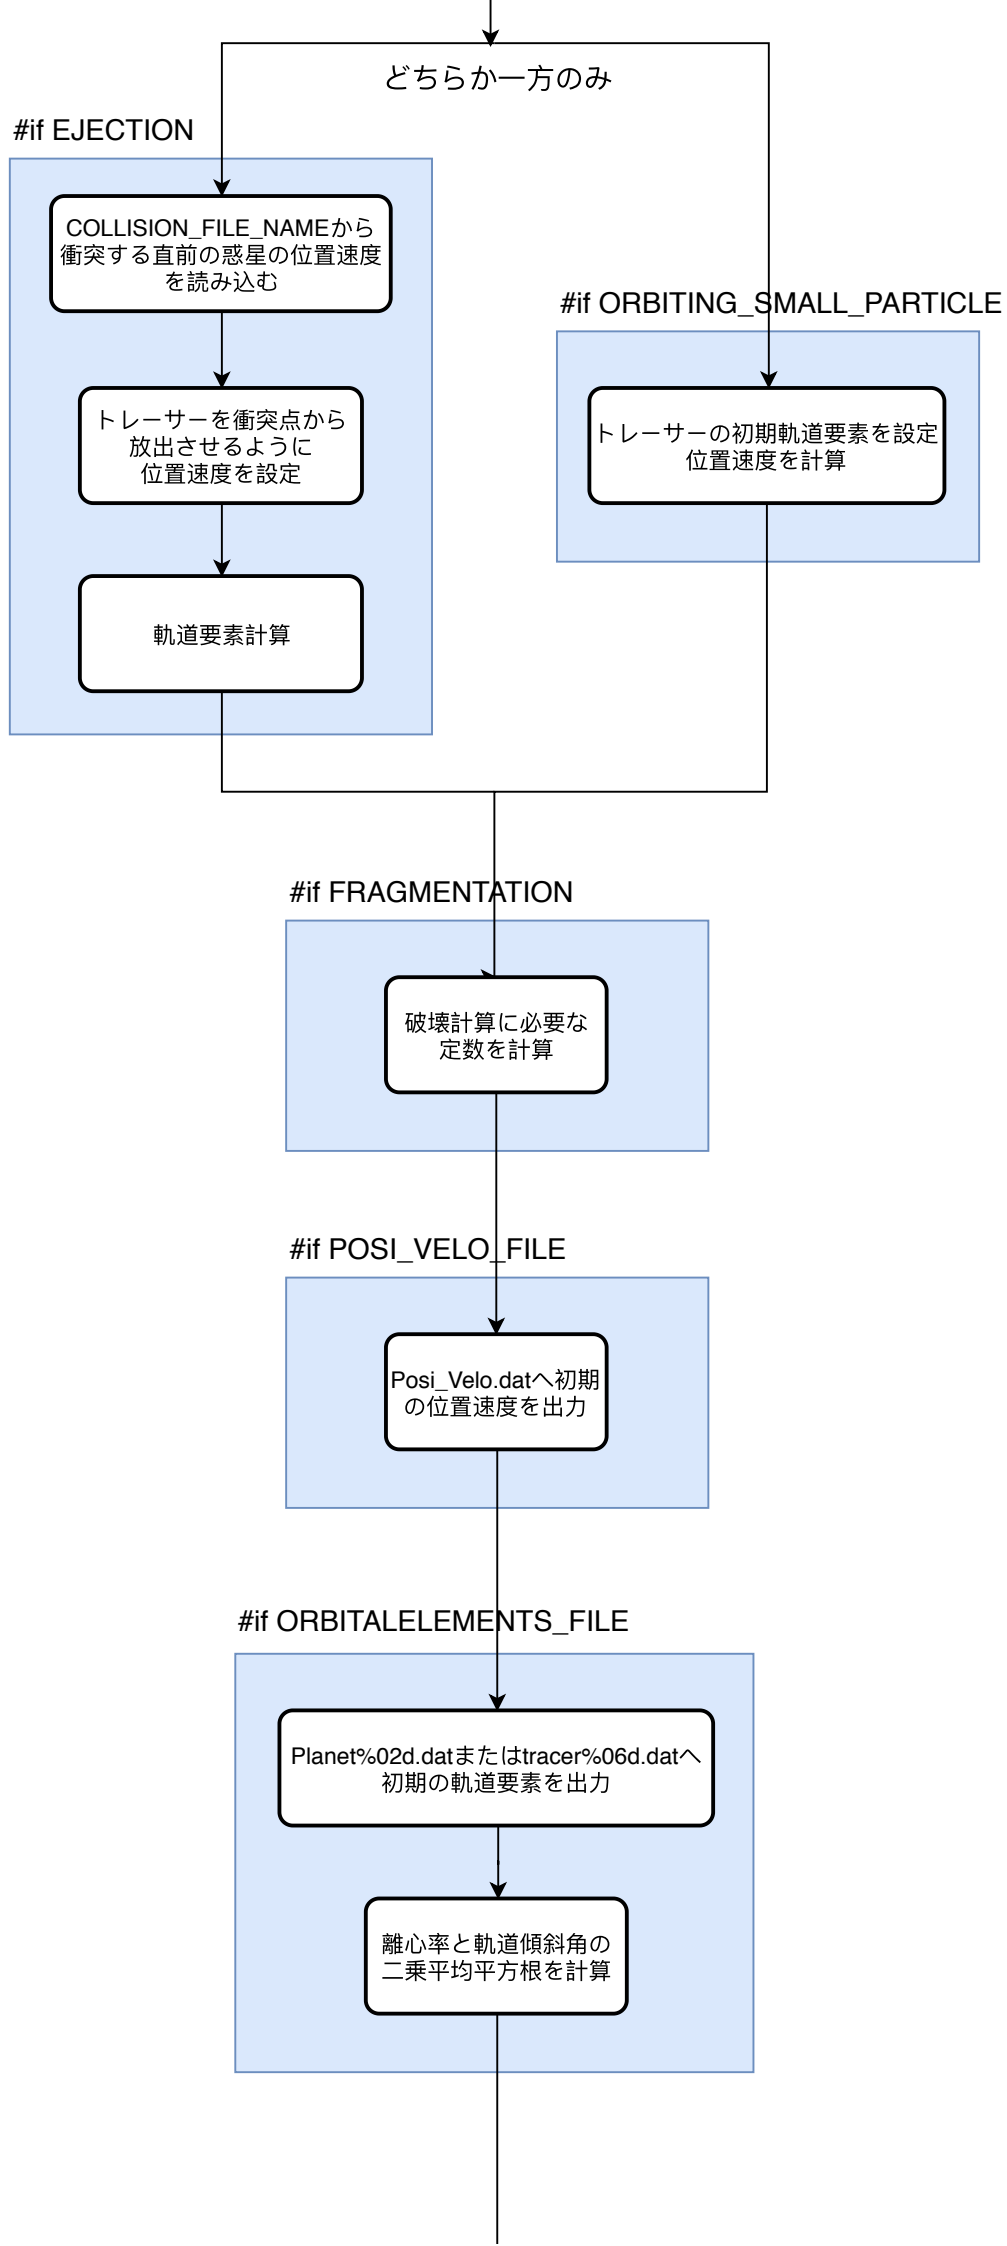 どちらか一方のみ
#if EJECTION
COLLISION_FILE_NAMEから
衝突する直前の惑星の位置速度
を読み込む
トレーサーを衝突点から
放出させるように
位置速度を設定
軌道要素計算
#if ORBITING_SMALL_PARTICLE
トレーサーの初期軌道要素を設定
位置速度を計算
#if FRAGMENTATION
破壊計算に必要な
定数を計算
#if POSI_VELO_FILE
Posi_Velo.datへ初期
の位置速度を出力
#if ORBITALELEMENTS_FILE
Planet%02d.datまたはtracer%06d.datへ
初期の軌道要素を出力
離心率と軌道傾斜角の
二乗平均平方根を計算